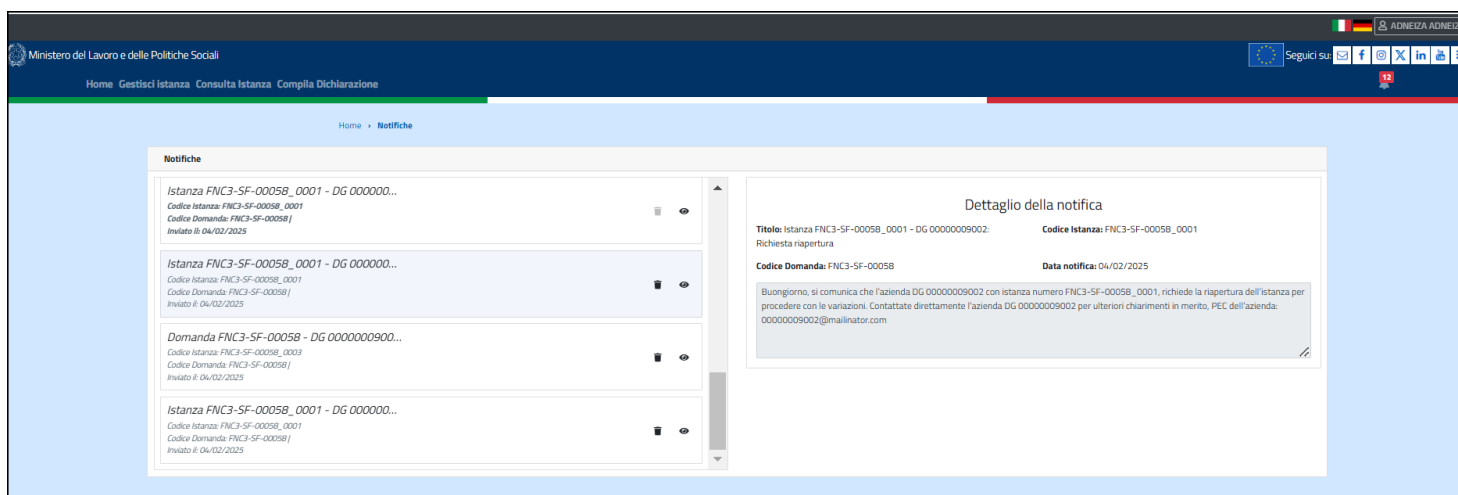 ADNEIZA ADNEIZ
Ministero del Lavoro e delle Politiche Sociali
Seguici su:
Home Gestisci istanza Consulta Istanza Compila Dichiarazione
12
Home › Notifiche
Notifiche
Istanza FNC3-SF-00058_0001 - DG 000000...
Codice Istanza: FNC3-SF-00058_0001
Codice Domanda: FNC3-SF-00058 |
Inviato il: 04/02/2025
Istanza FNC3-SF-00058_0001 - DG 000000...
Codice Istanza: FNC3-SF-00058_0001
Codice Domanda: FNC3-SF-00058 |
Inviato il: 04/02/2025
Domanda FNC3-SF-00058 - DG 0000000900...
Codice Istanza: FNC3-SF-00058_0003
Codice Domanda: FNC3-SF-00058 |
Inviato il: 04/02/2025
Istanza FNC3-SF-00058_0001 - DG 000000...
Codice Istanza: FNC3-SF-00058_0001
Codice Domanda: FNC3-SF-00058 |
Inviato il: 04/02/2025
Dettaglio della notifica
Titolo: Istanza FNC3-SF-00058_0001 - DG 00000009002:
Richiesta riapertura
Codice Istanza: FNC3-SF-00058_0001
Codice Domanda: FNC3-SF-00058
Data notifica: 04/02/2025
Buongiorno, si comunica che l'azienda DG 00000009002 con istanza numero FNC3-SF-00058_0001, richiede la riapertura dell'istanza per
procedere con le variazioni. Contattate direttamente l'azienda DG 00000009002 per ulteriori chiarimenti in merito, PEC dell'azienda:
00000009002@mailinator.com